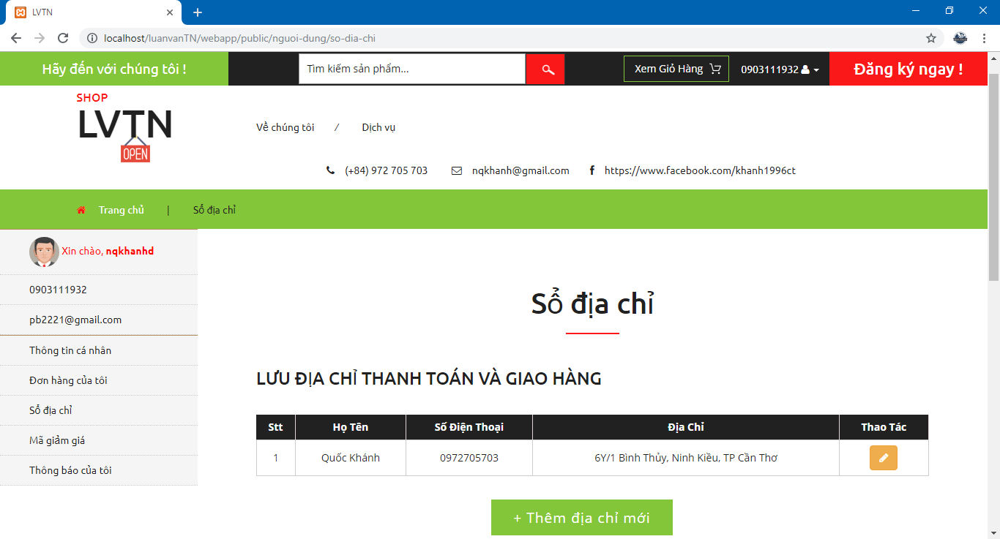 LVTN
localhost/luanvanTN/webapp/public/nguoi-dung/so-dia-chi
Hãy đến với chúng tôi !
Tìm kiếm sản phẩm...
Xem Giỏ Hàng
0903111932
Đăng ký ngay !
SHOP
LVTN
OPEN
Về chúng tôi / Dịch vụ
(+84) 972 705 703 nqkhanh@gmail.com https://www.facebook.com/khanh1996ct
Trang chủ | Sổ địa chỉ
Xin chào, nqkhanhd
0903111932
pb2221@gmail.com
Thông tin cá nhân
Đơn hàng của tôi
Sổ địa chỉ
Mã giảm giá
Thông báo của tôi
Sổ địa chỉ
LƯU ĐỊA CHỈ THANH TOÁN VÀ GIAO HÀNG
Stt Họ Tên Số Điện Thoại Địa Chỉ Thao Tác
1 Quốc Khánh 0972705703 6Y/1 Bình Thủy, Ninh Kiều, TP Cần Thơ
+ Thêm địa chỉ mới